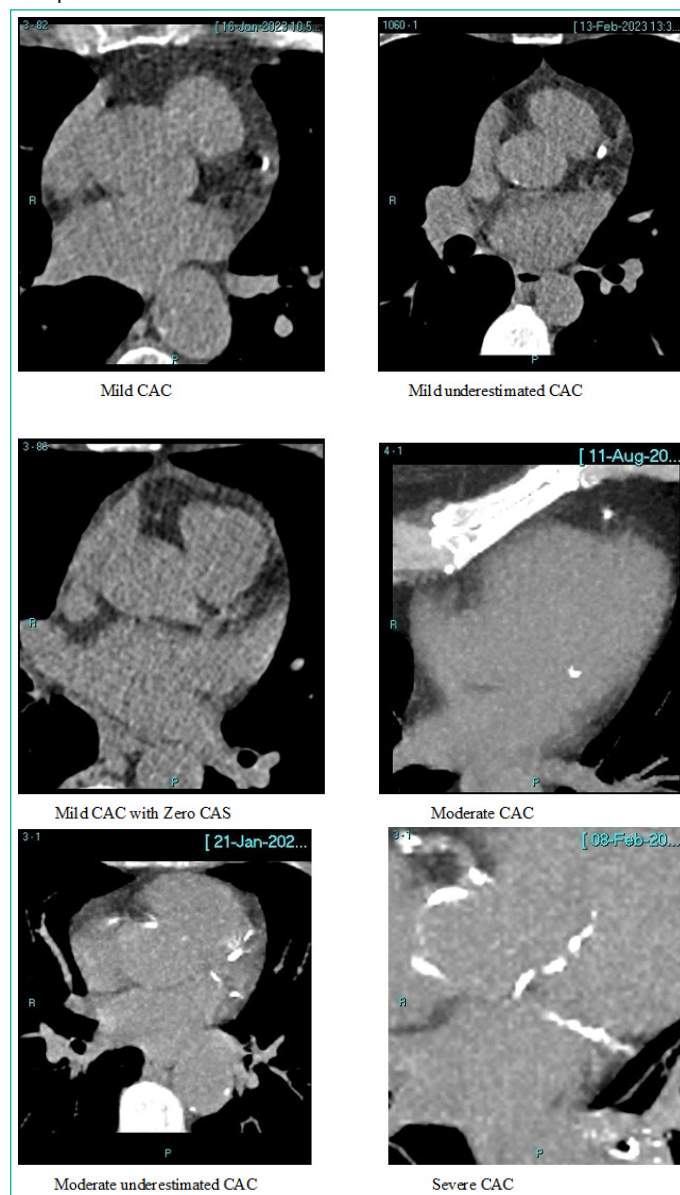 3 - 82 [ 16-Jan-2023 10.5...
R
P
Mild CAC
1060 - 1 [ 13-Feb-2023 13:3...
R
P
Mild underestimated CAC
3 - 86
R
P
Mild CAC with Zero CAS
4 - 1 [ 11-Aug-20...
R
P
Moderate CAC
3 - 1 [ 21-Jan-202...
R
P
Moderate underestimated CAC
3 - 1 [ 08-Feb-20...
R
P
Severe CAC